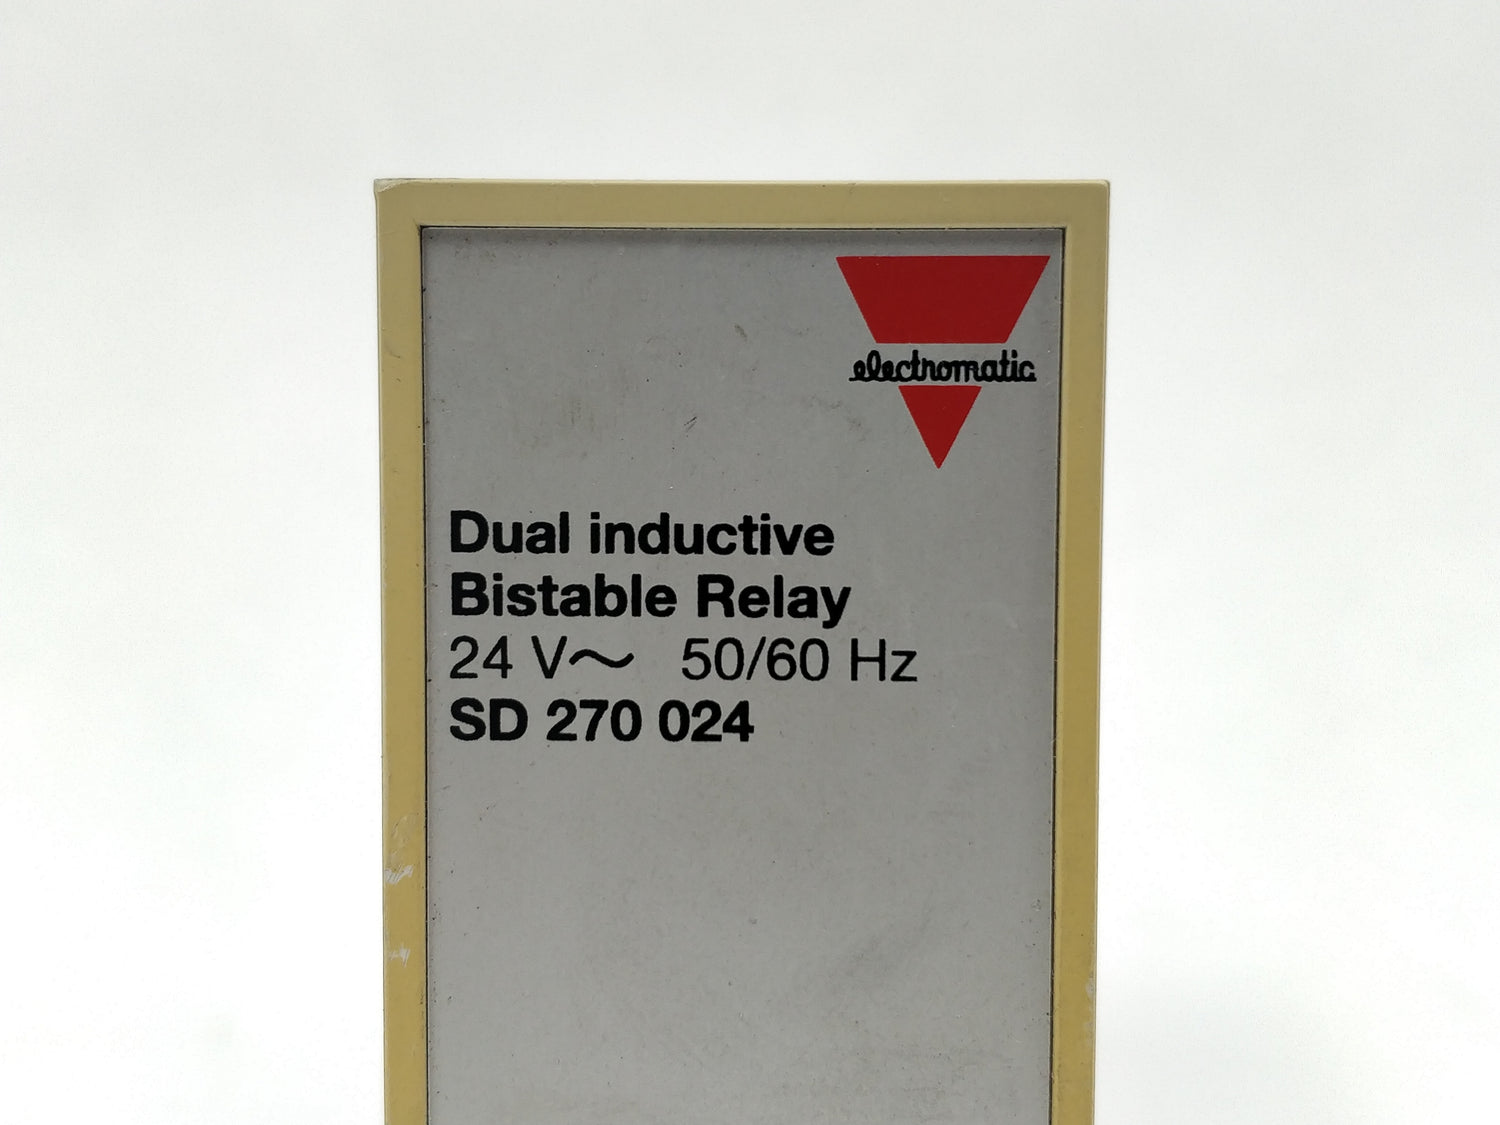 electromatic
Dual inductive
Bistable Relay
24 V~ 50/60 Hz
SD 270 024